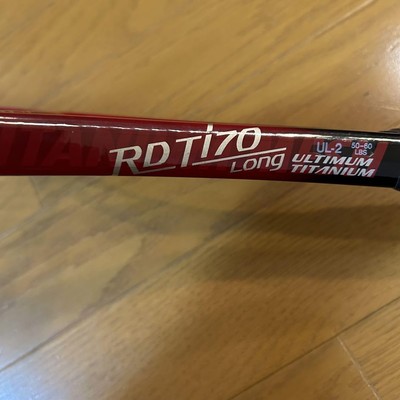 RD Ti70
Long
UL-2
50-60
LBS
ULTIMUM
TITANIUM